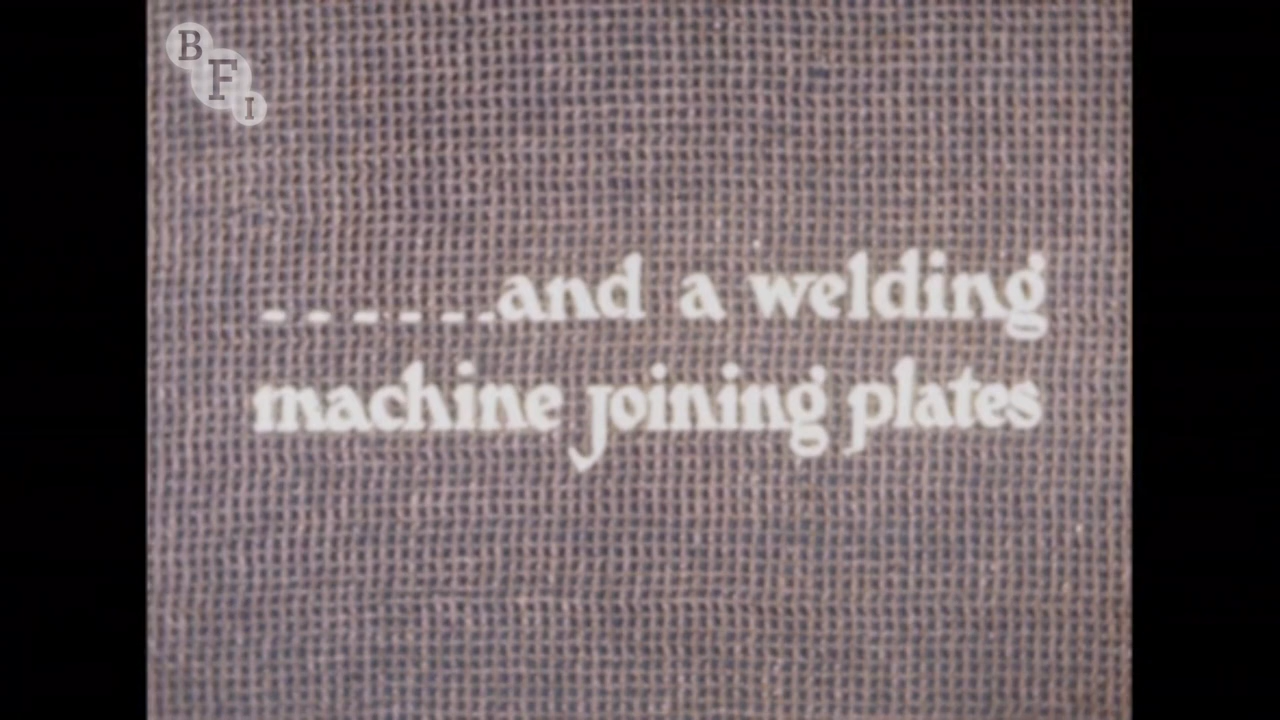 BFI
......and a welding
machine joining plates